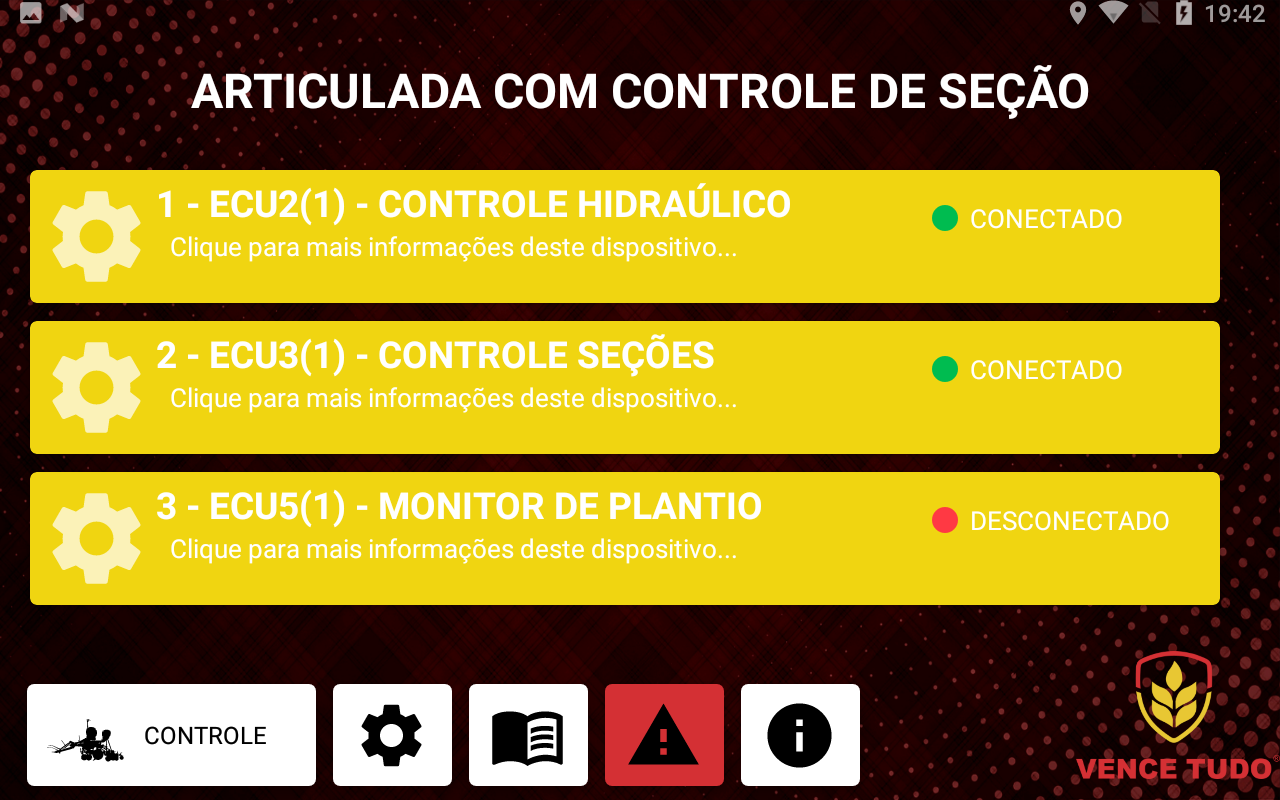 19:42
ARTICULADA COM CONTROLE DE SEÇÃO
1 - ECU2(1) - CONTROLE HIDRAÚLICO
CONECTADO
Clique para mais informações deste dispositivo...
2 - ECU3(1) - CONTROLE SEÇÕES
CONECTADO
Clique para mais informações deste dispositivo...
3 - ECU5(1) - MONITOR DE PLANTIO
DESCONECTADO
Clique para mais informações deste dispositivo...
CONTROLE
VENCE TUDO